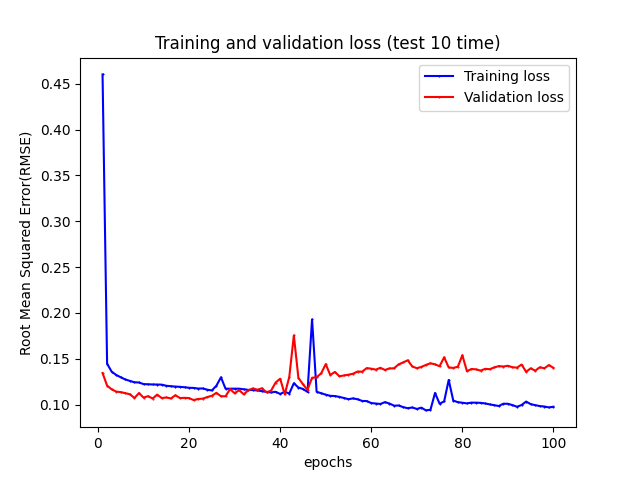 Training and validation loss (test 10 time)
Training loss
Validation loss
Root Mean Squared Error(RMSE)
0.45
0.40
0.35
0.30
0.25
0.20
0.15
0.10
0 20 40 60 80 100
epochs